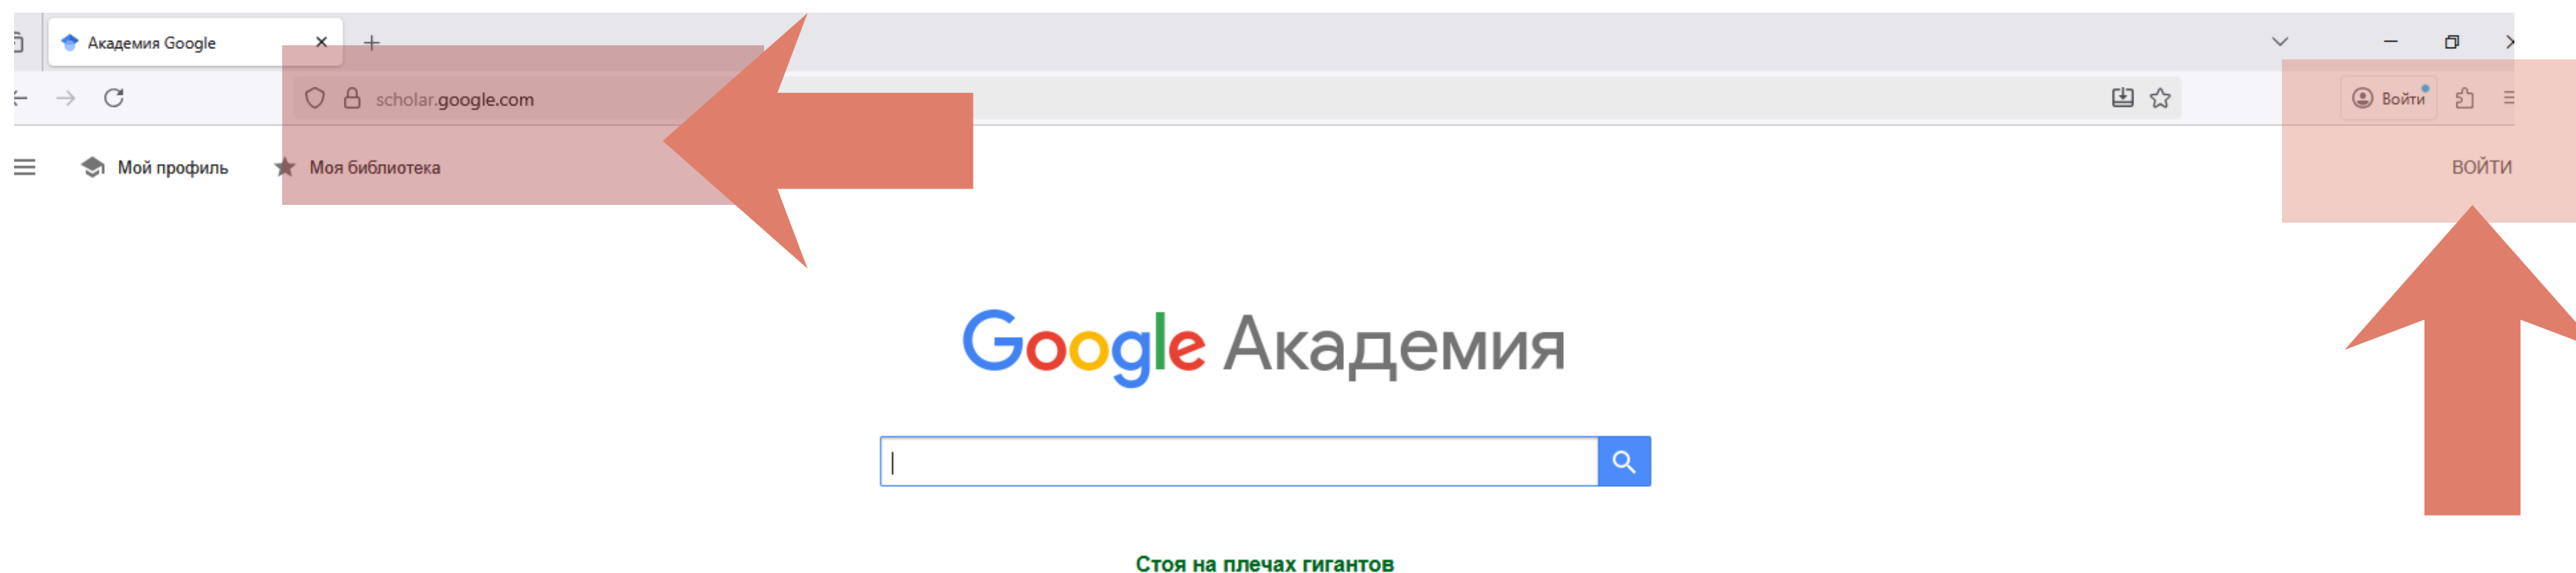 Академия Google
scholar.google.com
Войти
Мой профиль
Моя библиотека
ВОЙТИ
Google Академия
Стоя на плечах гигантов